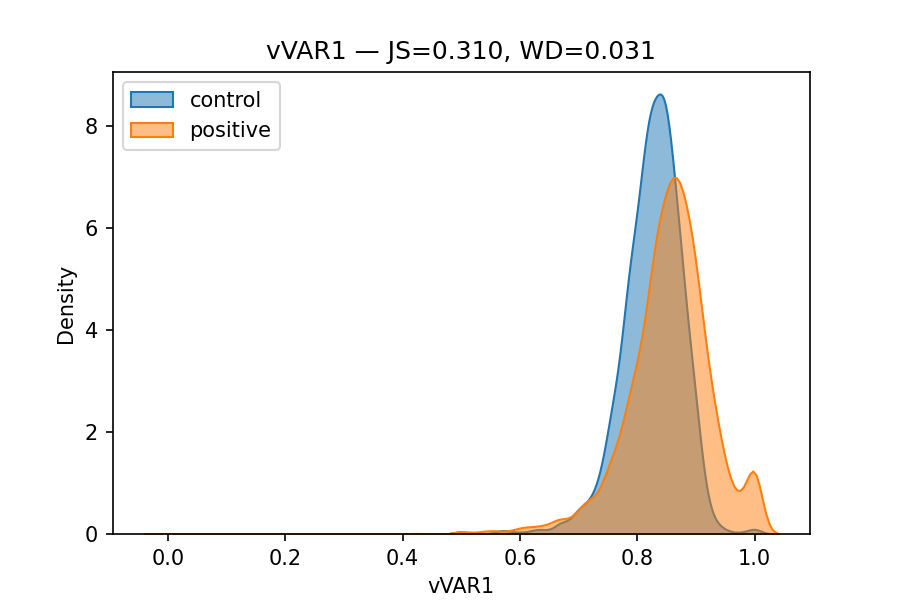 vVAR1 — JS=0.310, WD=0.031
control
positive
8
6
4
2
0
Density
0.0 0.2 0.4 0.6 0.8 1.0
vVAR1